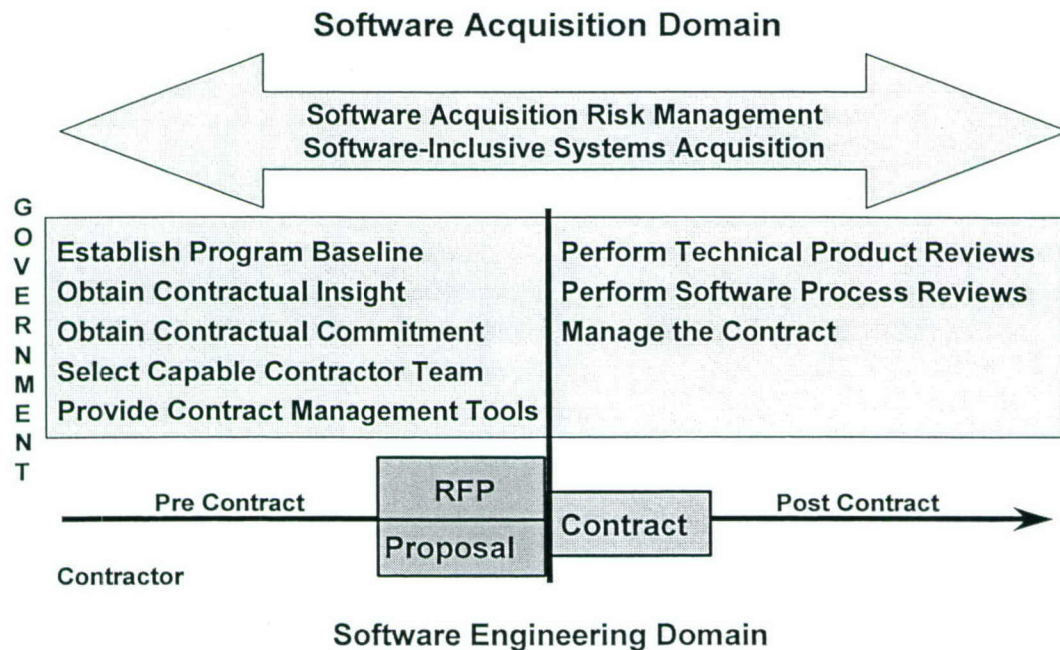 Software Acquisition Domain
Software Acquisition Risk Management
Software-Inclusive Systems Acquisition
GOVERNMENT
Establish Program Baseline
Obtain Contractual Insight
Obtain Contractual Commitment
Select Capable Contractor Team
Provide Contract Management Tools
Perform Technical Product Reviews
Perform Software Process Reviews
Manage the Contract
Pre Contract
RFP
Proposal
Contract
Post Contract
Contractor
Software Engineering Domain